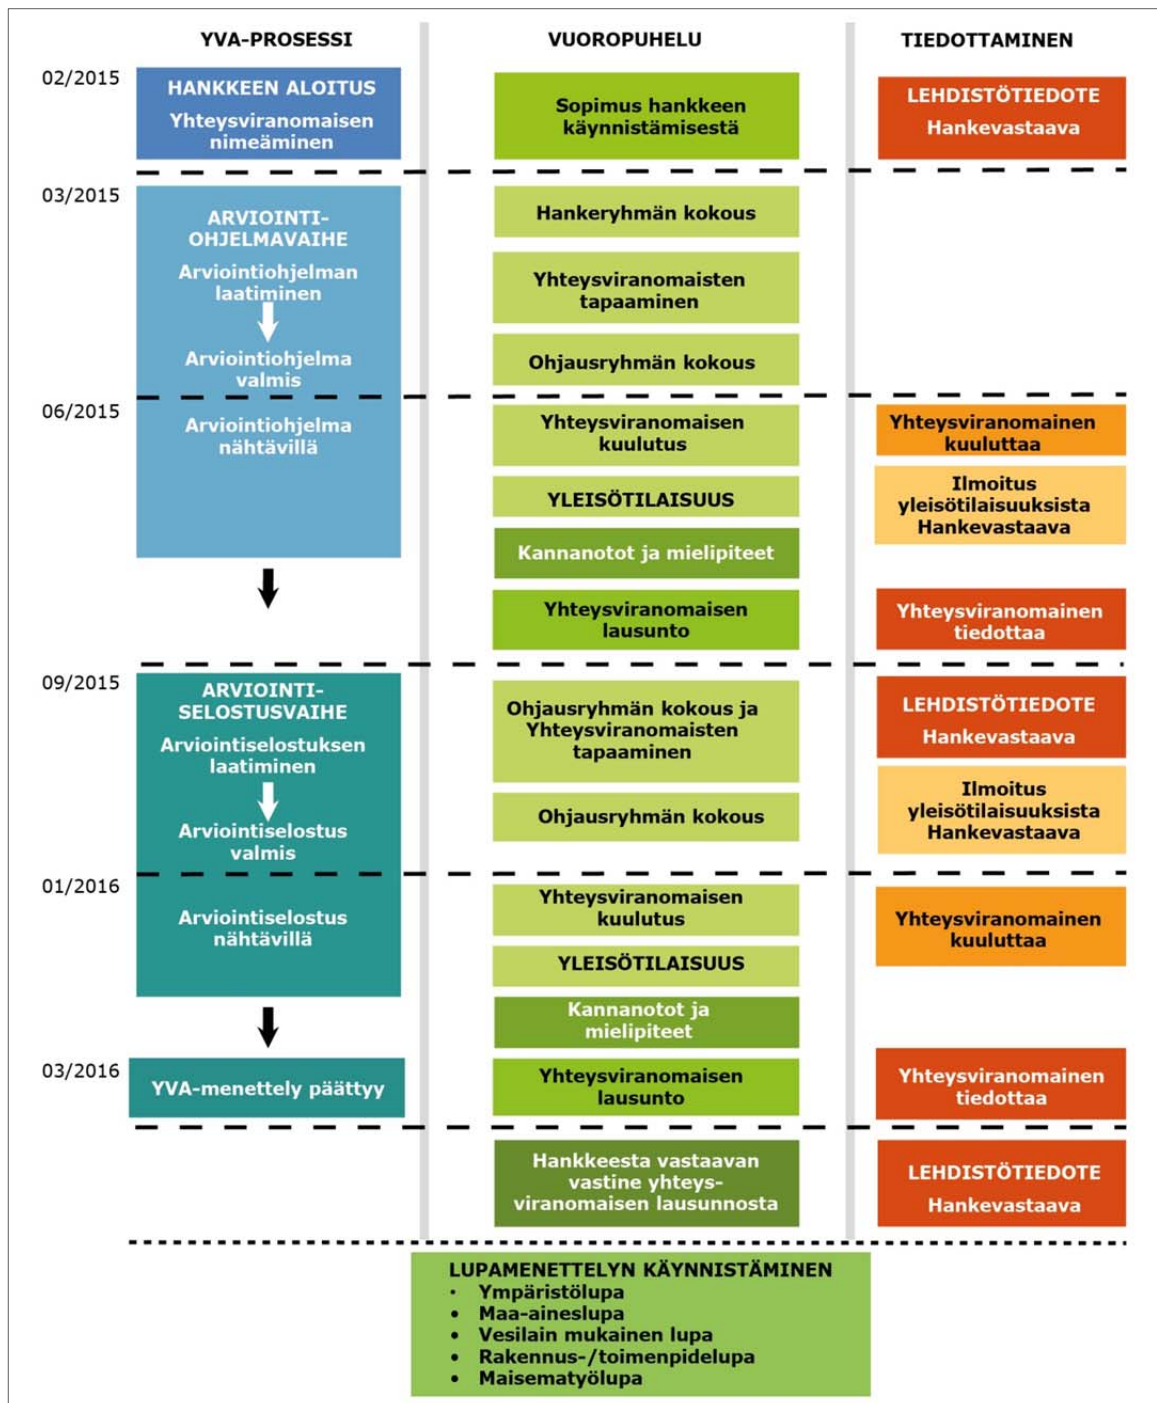 YVA-PROSESSI
VUOROPUHELU
TIEDOTTAMINEN
02/2015
HANKKEEN ALOITUS
Yhteysviranomaisen
nimeäminen
Sopimus hankkeen
käynnistämisestä
LEHDISTÖTIEDOTE
Hankevastaava
03/2015
ARVIOINTI-
OHJELMAVAIHE
Arviointiohjelman
laatiminen
Arviointiohjelma
valmis
Hankeryhmän kokous
Yhteysviranomaisten
tapaaminen
Ohjausryhmän kokous
06/2015
Arviointiohjelma
nähtävillä
Yhteysviranomaisen
kuulutus
YLEISÖTILAISUUS
Kannanotot ja mielipiteet
Yhteysviranomaisen
lausunto
Yhteysviranomainen
kuuluttaa
Ilmoitus
yleisötilaisuuksista
Hankevastaava
Yhteysviranomainen
tiedottaa
09/2015
ARVIOINTI-
SELOSTUSVAIHE
Arviointiselostuksen
laatiminen
Arviointiselostus
valmis
Ohjausryhmän kokous ja
Yhteysviranomaisten
tapaaminen
Ohjausryhmän kokous
LEHDISTÖTIEDOTE
Hankevastaava
Ilmoitus
yleisötilaisuuksista
Hankevastaava
01/2016
Arviointiselostus
nähtävillä
Yhteysviranomaisen
kuulutus
YLEISÖTILAISUUS
Kannanotot ja
mielipiteet
Yhteysviranomainen
kuuluttaa
03/2016
YVA-menettely päättyy
Yhteysviranomaisen
lausunto
Yhteysviranomainen
tiedottaa
Hankkeesta vastaavan
vastine yhteys-
viranomaisen lausunnosta
LEHDISTÖTIEDOTE
Hankevastaava
LUPAMENETTELYN KÄYNNISTÄMINEN
• Ympäristölupa
• Maa-aineslupa
• Vesilain mukainen lupa
• Rakennus-/toimenpidelupa
• Maisematyölupa